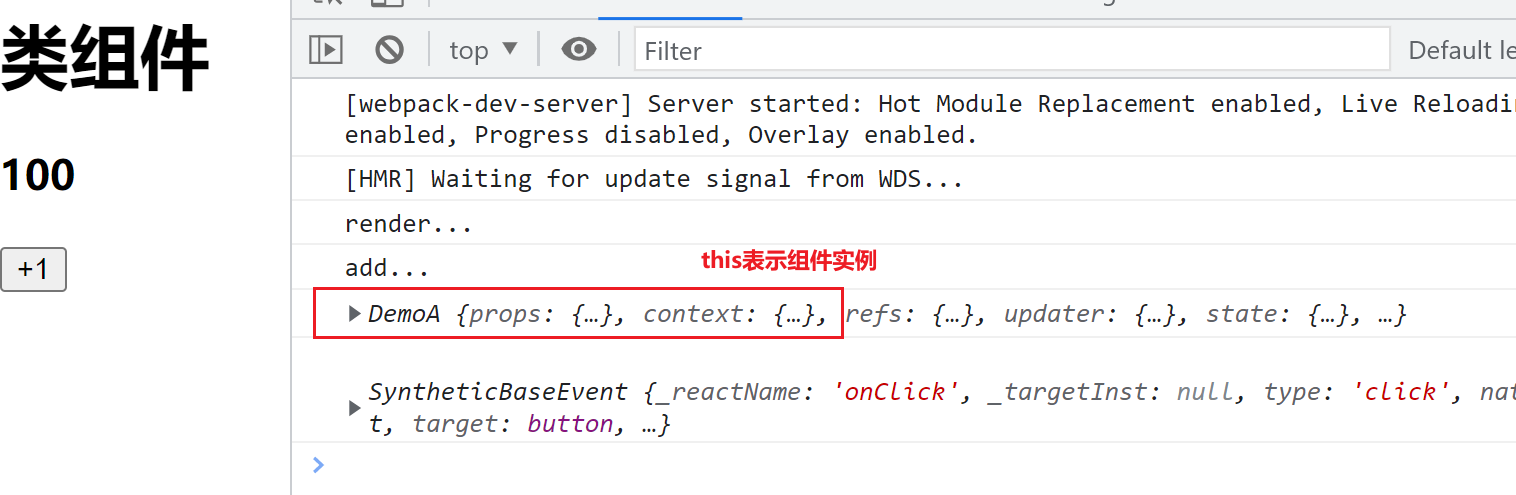 类组件
100
+1
top
Filter
Default le
[webpack-dev-server] Server started: Hot Module Replacement enabled, Live Reloadi
enabled, Progress disabled, Overlay enabled.
[HMR] Waiting for update signal from WDS...
render...
add...
this表示组件实例
DemoA {props: {…}, context: {…}, refs: {…}, updater: {…}, state: {…}, …}
SyntheticBaseEvent {_reactName: 'onClick', _targetInst: null, type: 'click', nat
t, target: button, …}